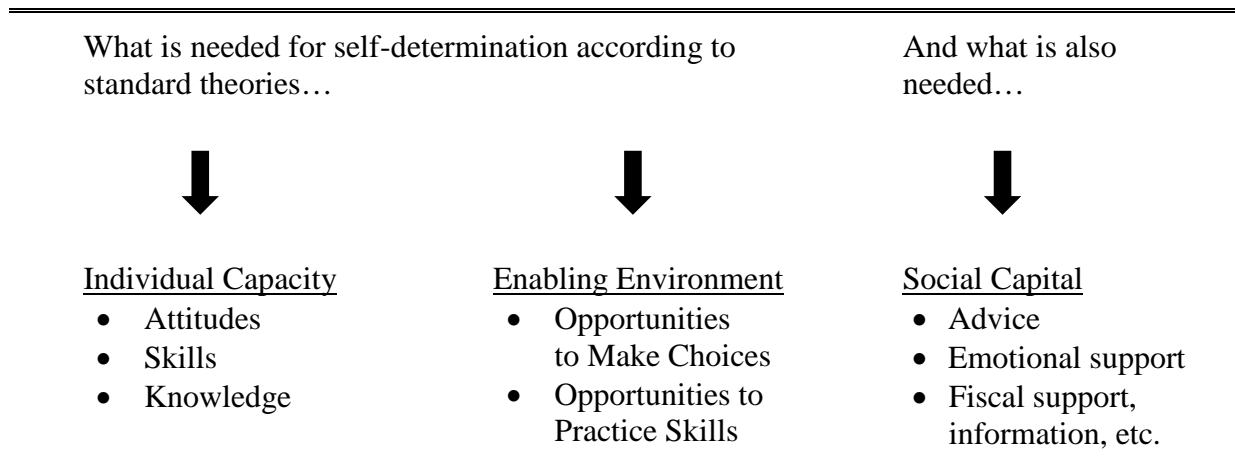 What is needed for self-determination according to
standard theories…
And what is also
needed…
Individual Capacity
• Attitudes
• Skills
• Knowledge
Enabling Environment
• Opportunities
to Make Choices
• Opportunities to
Practice Skills
Social Capital
• Advice
• Emotional support
• Fiscal support,
information, etc.